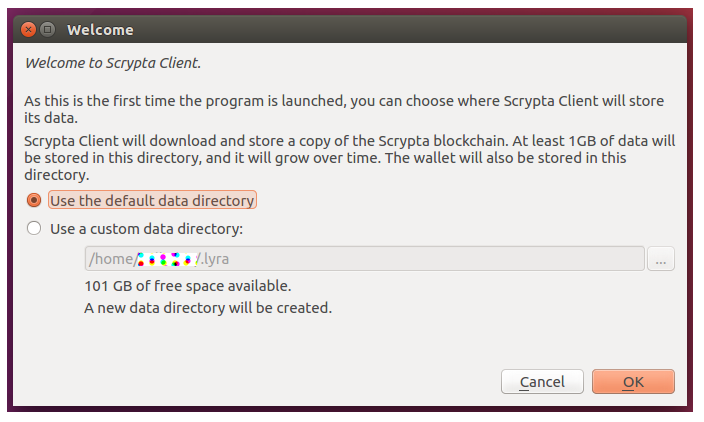 Welcome
Welcome to Scrypta Client.
As this is the first time the program is launched, you can choose where Scrypta Client will store
its data.
Scrypta Client will download and store a copy of the Scrypta blockchain. At least 1GB of data will
be stored in this directory, and it will grow over time. The wallet will also be stored in this
directory.
Use the default data directory
Use a custom data directory:
/home/ /.lyra
...
101 GB of free space available.
A new data directory will be created.
Cancel
OK